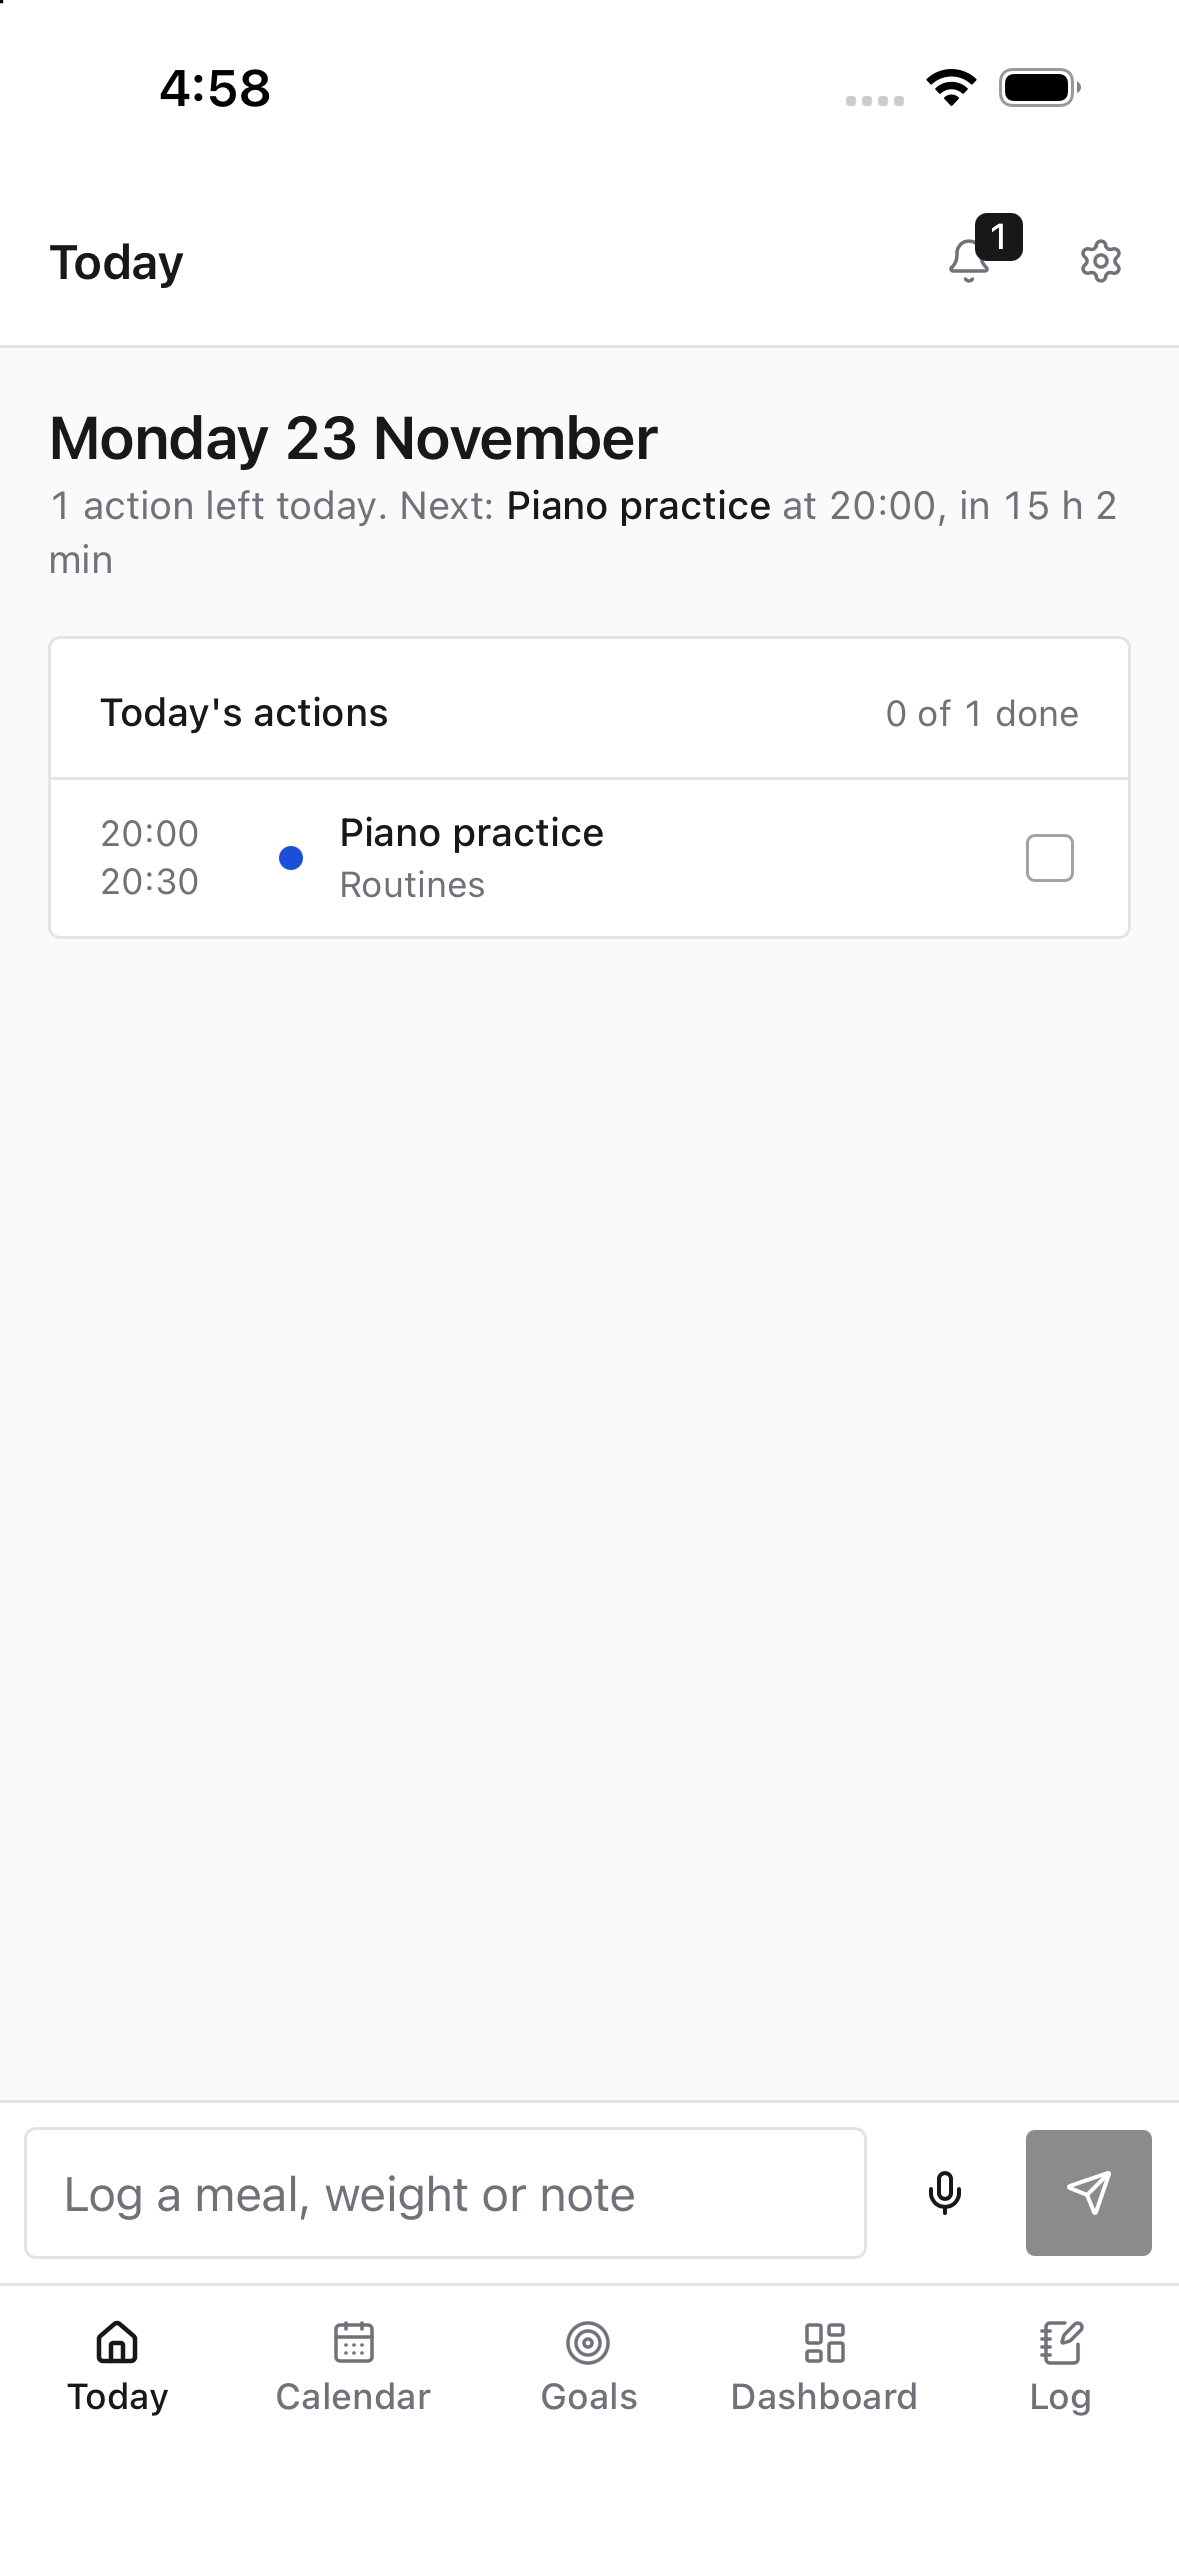 4:58
Today
1
Monday 23 November
1 action left today. Next: Piano practice at 20:00, in 15 h 2
min
Today's actions
0 of 1 done
20:00
20:30
Piano practice
Routines
Log a meal, weight or note
Today
Calendar
Goals
Dashboard
Log